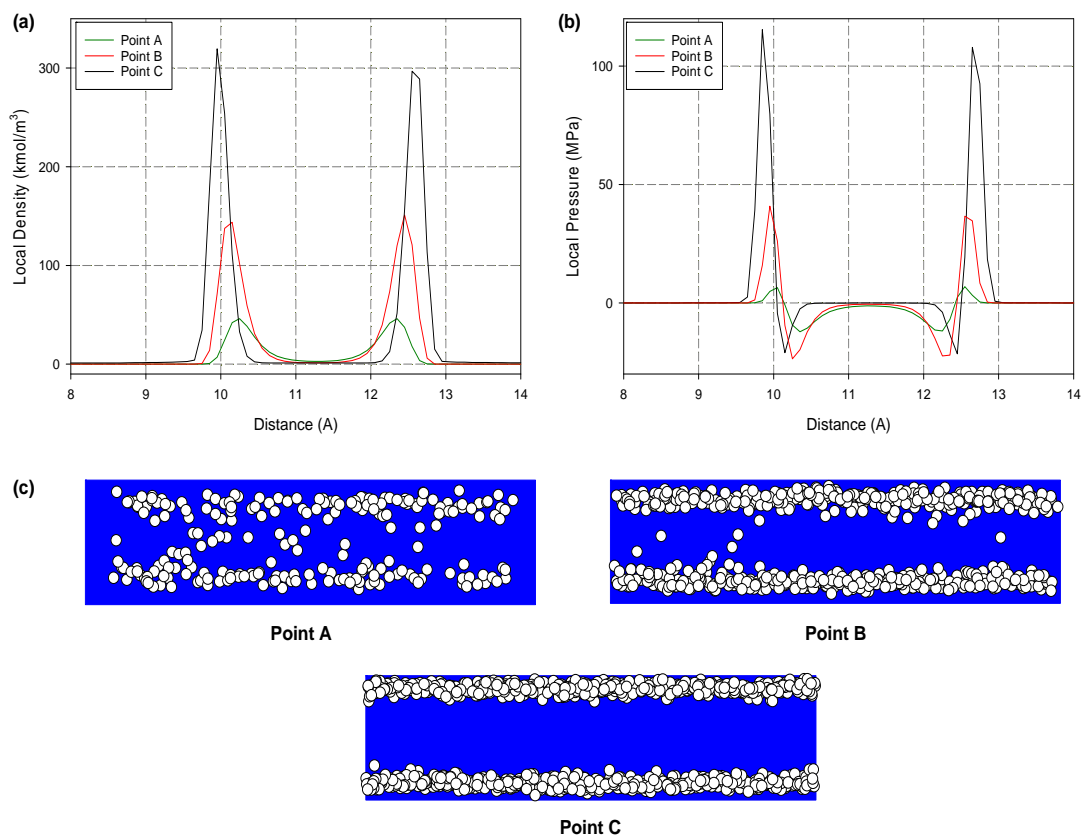 (a)
Point A
Point B
Point C
Local Density (kmol/m³)
300
200
100
0
8 9 10 11 12 13 14
Distance (A)
(b)
Point A
Point B
Point C
Local Pressure (MPa)
100
50
0
8 9 10 11 12 13 14
Distance (A)
(c)
Point A
Point B
Point C